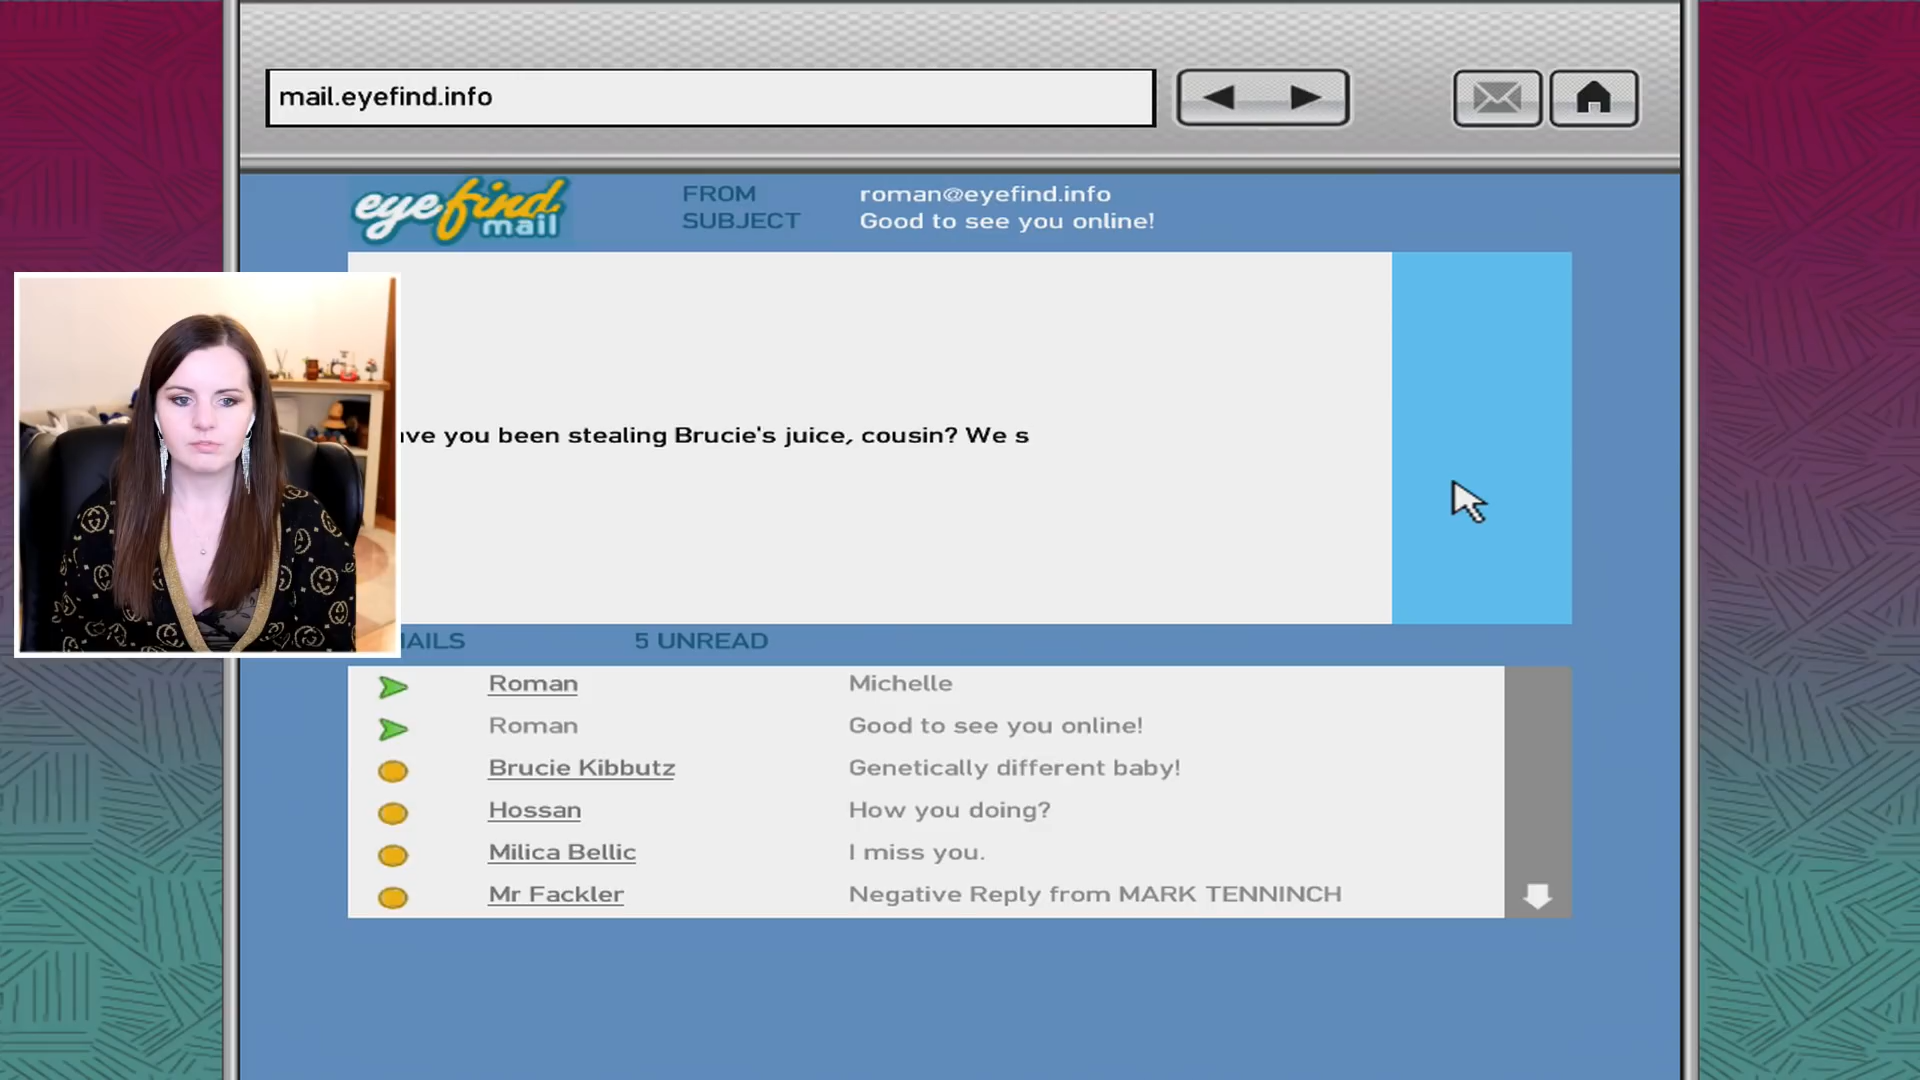 mail.eyefind.info
eyefind mail
FROM roman@eyefind.info
SUBJECT Good to see you online!
you been stealing Brucie's juice, cousin? We s
5 UNREAD
Roman Michelle
Roman Good to see you online!
Brucie Kibbutz Genetically different baby!
Hossan How you doing?
Milica Bellic I miss you.
Mr Fackler Negative Reply from MARK TENNINCH